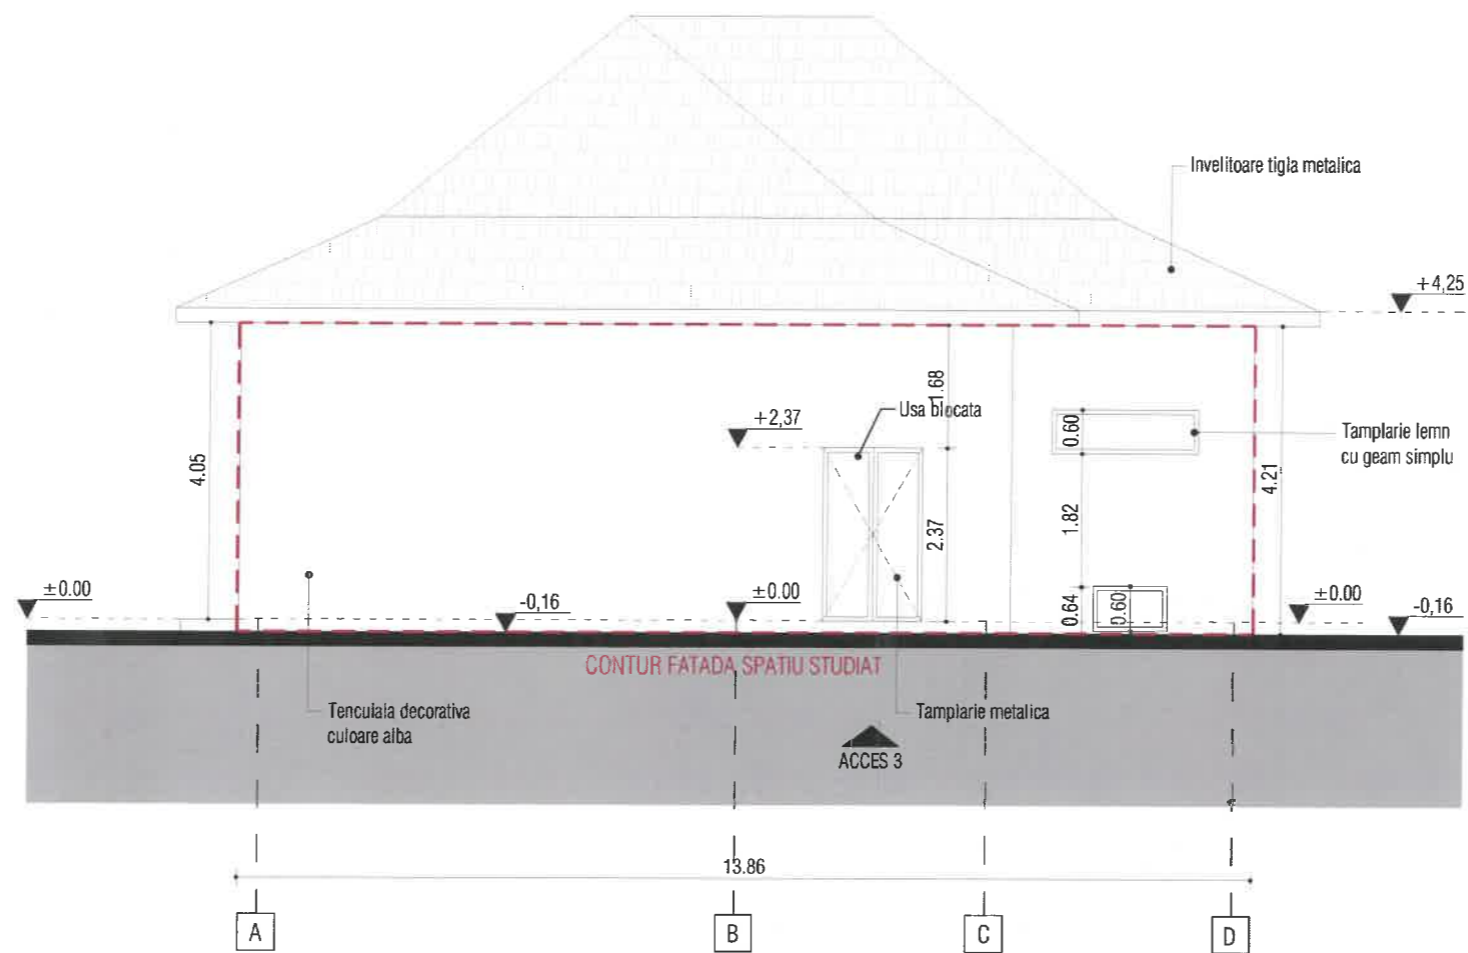 Invelitoare tigla metalica
+4,25
1.68
Usa blocata
+2,37
0.60
Tamplarie lemn
cu geam simplu
4.05
4.21
2.37
1.82
±0.00
-0,16
±0.00
0.64
0.60
±0.00
-0,16
CONTUR FATADA SPATIU STUDIAT
Tenculaia decorativa
culoare alba
Tamplarie metalica
ACCES 3
13.86
A
B
C
D